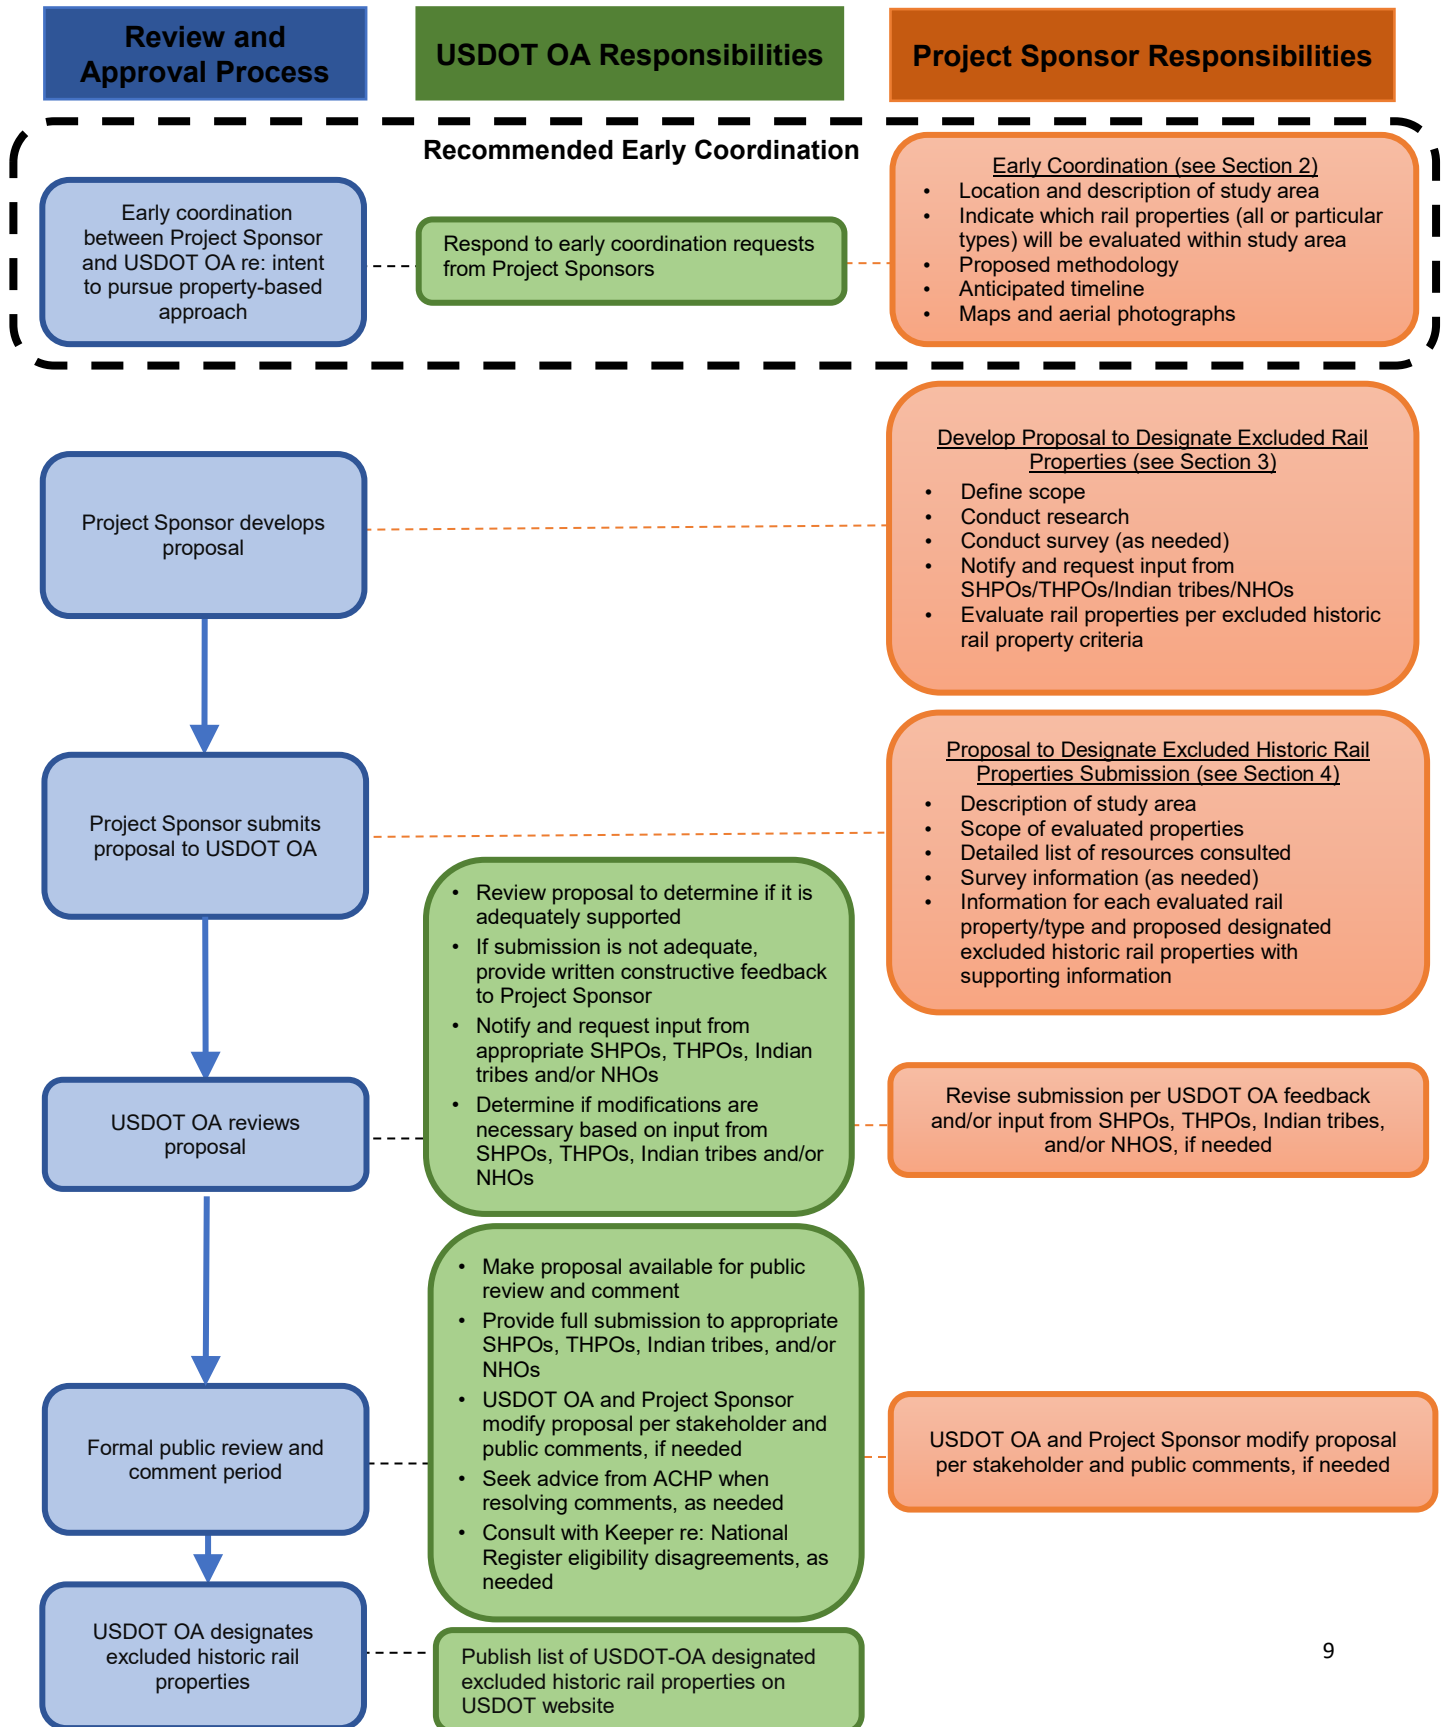 Review and
Approval Process
USDOT OA Responsibilities
Project Sponsor Responsibilities
Recommended Early Coordination
Early coordination
between Project Sponsor
and USDOT OA re: intent
to pursue property-based
approach
Respond to early coordination requests
from Project Sponsors
Early Coordination (see Section 2)
• Location and description of study area
• Indicate which rail properties (all or particular
types) will be evaluated within study area
• Proposed methodology
• Anticipated timeline
• Maps and aerial photographs
Project Sponsor develops
proposal
Develop Proposal to Designate Excluded Rail
Properties (see Section 3)
• Define scope
• Conduct research
• Conduct survey (as needed)
• Notify and request input from
SHPOs/THPOs/Indian tribes/NHOs
• Evaluate rail properties per excluded historic
rail property criteria
Project Sponsor submits
proposal to USDOT OA
Proposal to Designate Excluded Historic Rail
Properties Submission (see Section 4)
• Description of study area
• Scope of evaluated properties
• Detailed list of resources consulted
• Survey information (as needed)
• Information for each evaluated rail
property/type and proposed designated
excluded historic rail properties with
supporting information
USDOT OA reviews
proposal
• Review proposal to determine if it is
adequately supported
• If submission is not adequate,
provide written constructive feedback
to Project Sponsor
• Notify and request input from
appropriate SHPOs, THPOs, Indian
tribes and/or NHOs
• Determine if modifications are
necessary based on input from
SHPOs, THPOs, Indian tribes and/or
NHOs
Revise submission per USDOT OA feedback
and/or input from SHPOs, THPOs, Indian tribes,
and/or NHOS, if needed
Formal public review and
comment period
• Make proposal available for public
review and comment
• Provide full submission to appropriate
SHPOs, THPOs, Indian tribes, and/or
NHOs
• USDOT OA and Project Sponsor
modify proposal per stakeholder and
public comments, if needed
• Seek advice from ACHP when
resolving comments, as needed
• Consult with Keeper re: National
Register eligibility disagreements, as
needed
USDOT OA and Project Sponsor modify proposal
per stakeholder and public comments, if needed
USDOT OA designates
excluded historic rail
properties
Publish list of USDOT-OA designated
excluded historic rail properties on
USDOT website
9